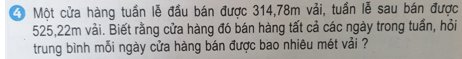 4 Một cửa hàng tuần lễ đầu bán được 314,78m vải, tuần lễ sau bán được
525,22m vải. Biết rằng cửa hàng đó bán hàng tất cả các ngày trong tuần, hỏi
trung bình mỗi ngày cửa hàng bán được bao nhiêu mét vải ?